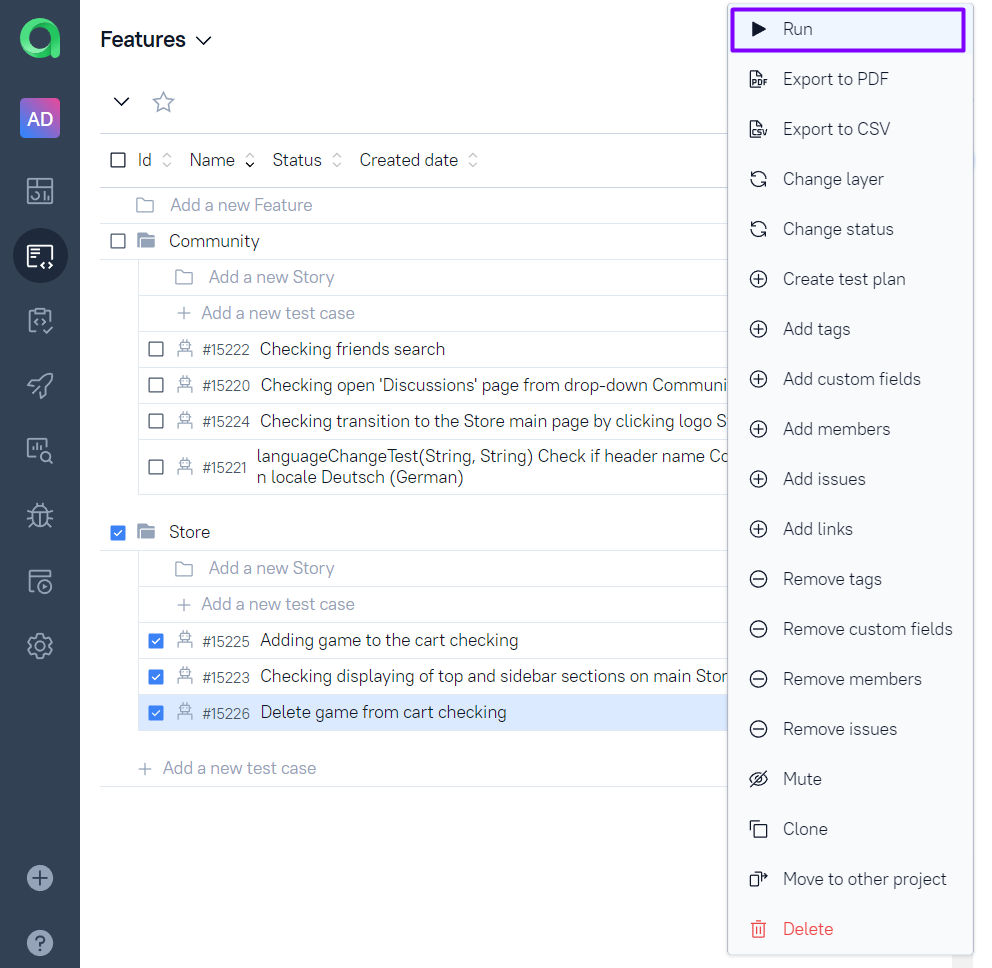 Features
AD
Id Name Status Created date
Add a new Feature
Community
Add a new Story
Add a new test case
#15222 Checking friends search
#15220 Checking open 'Discussions' page from drop-down Communi
#15224 Checking transition to the Store main page by clicking logo S
#15221 languageChangeTest(String, String) Check if header name Co
n locale Deutsch (German)
Store
Add a new Story
Add a new test case
#15225 Adding game to the cart checking
#15223 Checking displaying of top and sidebar sections on main Stor
#15226 Delete game from cart checking
Add a new test case
Run
PDF Export to PDF
CSV Export to CSV
Change layer
Change status
Create test plan
Add tags
Add custom fields
Add members
Add issues
Add links
Remove tags
Remove custom fields
Remove members
Remove issues
Mute
Clone
Move to other project
Delete
?